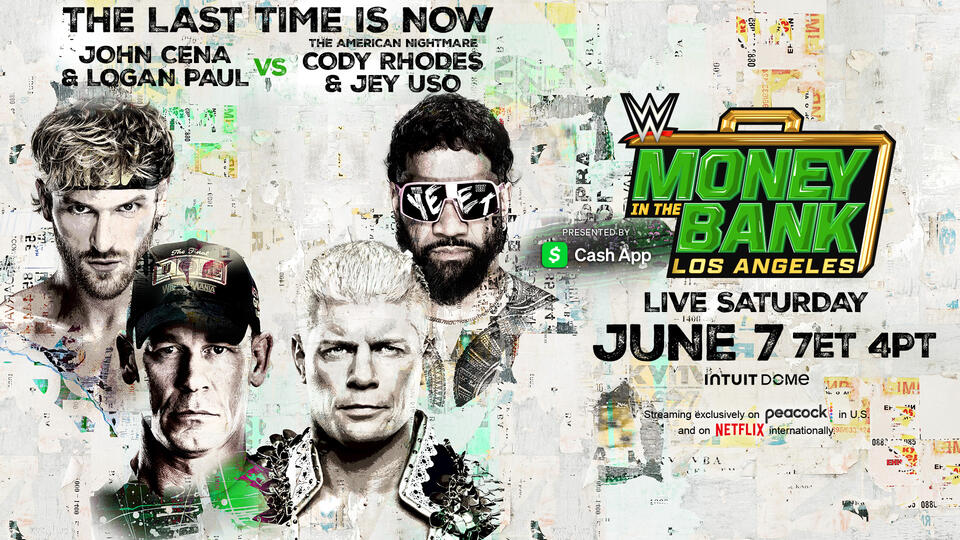 THE LAST TIME IS NOW
JOHN CENA
& LOGAN PAUL
VS
THE AMERICAN NIGHTMARE
CODY RHODES
& JEY USO
YEET
W
MONEY
IN THE
BANK
LOS ANGELES
PRESENTED BY
$ Cash App
LIVE SATURDAY
JUNE 7 7ET 4PT
INTUIT DOME
Streaming exclusively on peacock in U.S.
and on NETFLIX internationally.